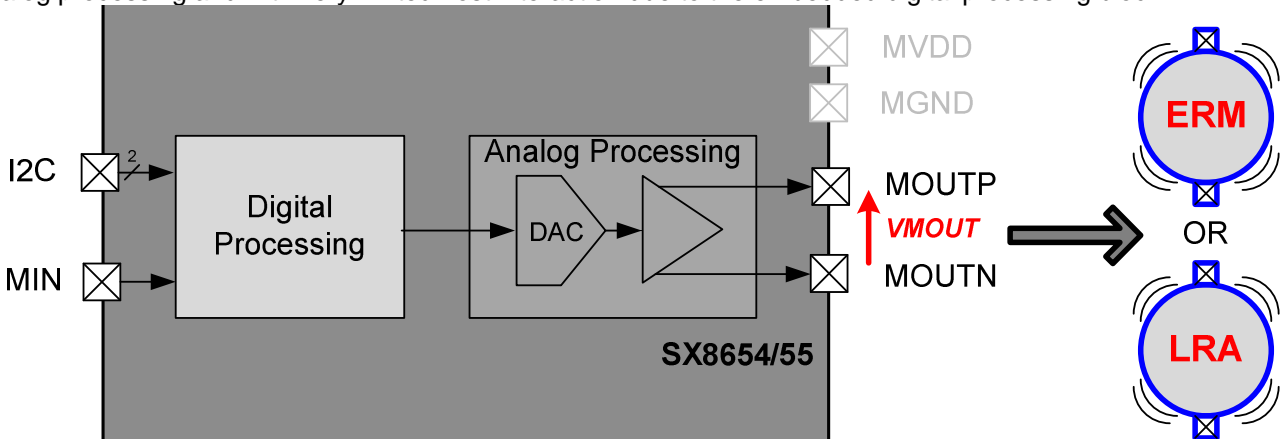 MVDD
MGND
ERM
I2C
2
Digital
Processing
Analog Processing
DAC
MOUTP
VMOUT
MOUTN
OR
MIN
LRA
SX8654/55